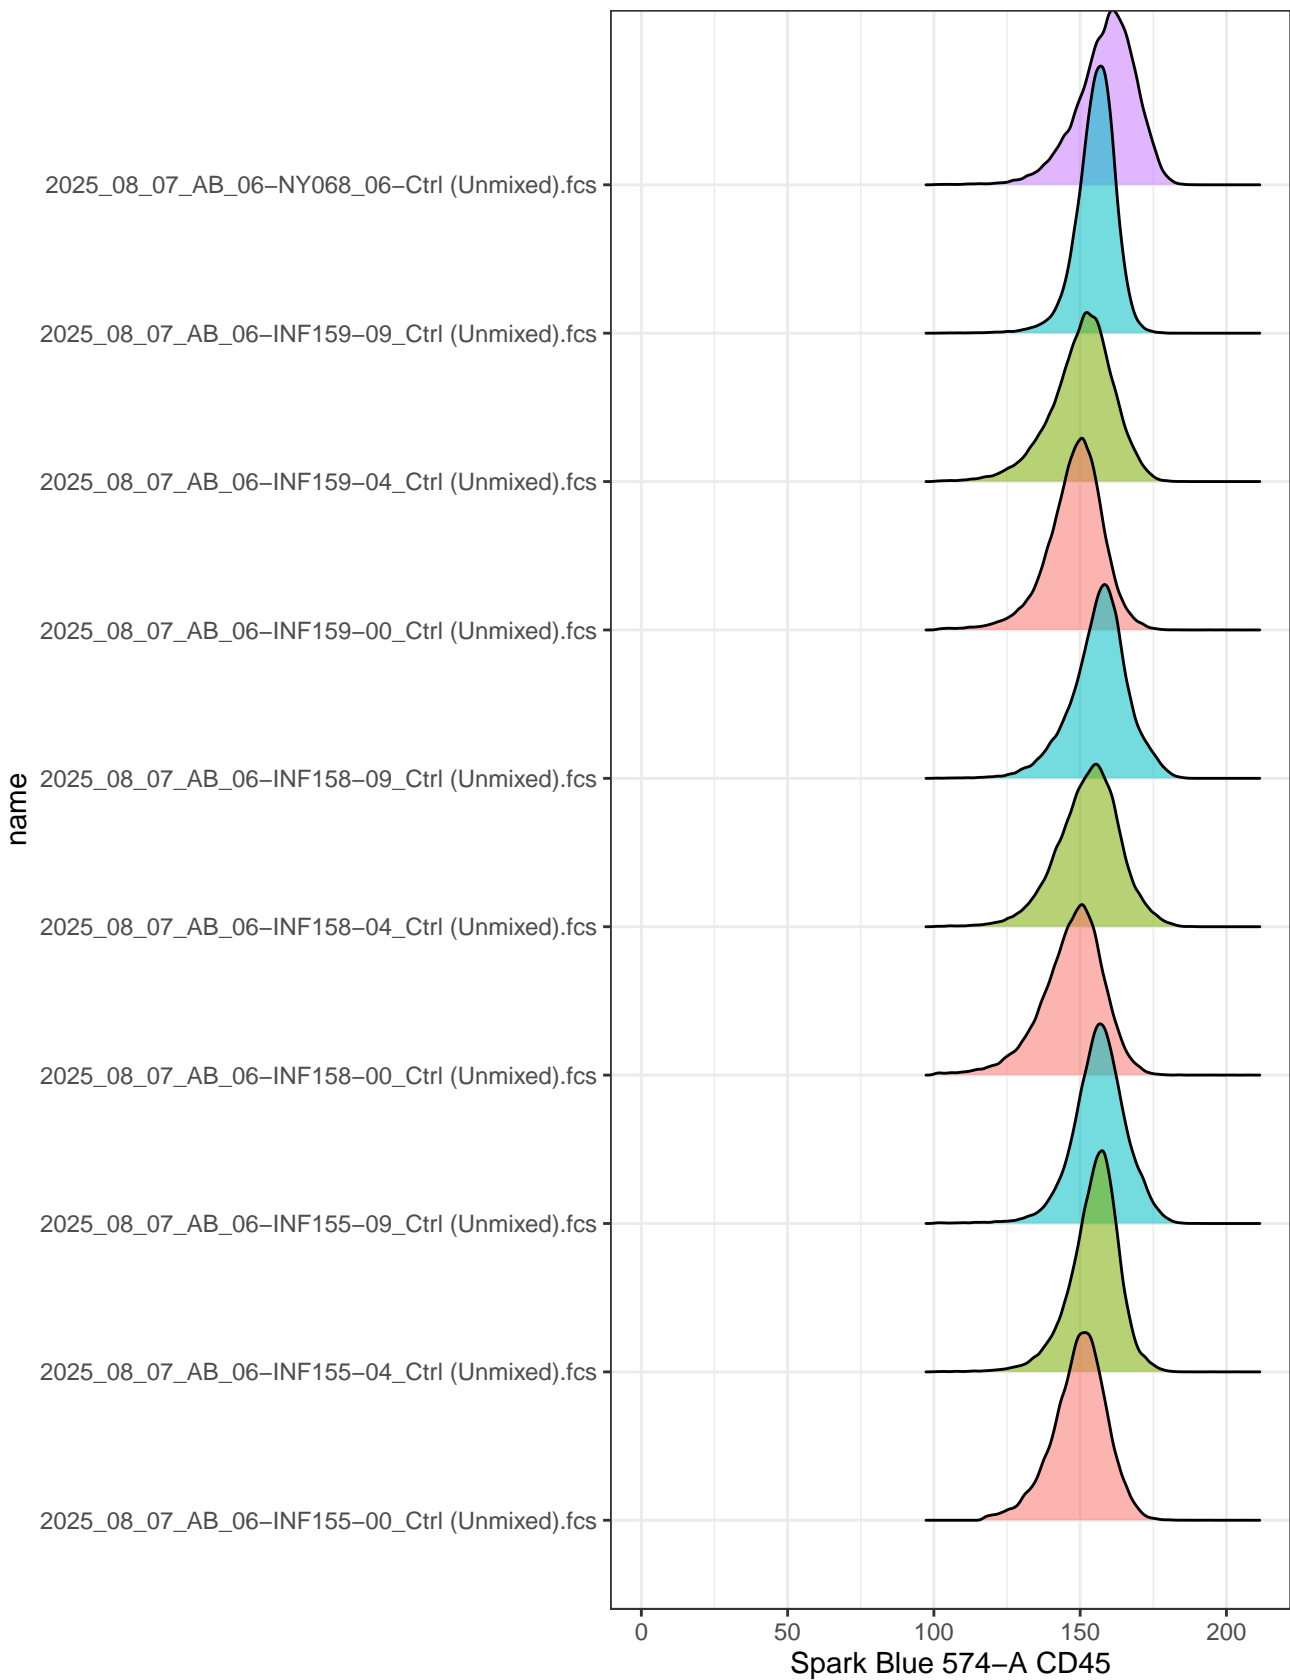 2025_08_07_AB_06−NY068_06−Ctrl (Unmixed).fcs
2025_08_07_AB_06−INF159−09_Ctrl (Unmixed).fcs
2025_08_07_AB_06−INF159−04_Ctrl (Unmixed).fcs
2025_08_07_AB_06−INF159−00_Ctrl (Unmixed).fcs
2025_08_07_AB_06−INF158−09_Ctrl (Unmixed).fcs
name
2025_08_07_AB_06−INF158−04_Ctrl (Unmixed).fcs
2025_08_07_AB_06−INF158−00_Ctrl (Unmixed).fcs
2025_08_07_AB_06−INF155−09_Ctrl (Unmixed).fcs
2025_08_07_AB_06−INF155−04_Ctrl (Unmixed).fcs
2025_08_07_AB_06−INF155−00_Ctrl (Unmixed).fcs
0 50 100 150 200
Spark Blue 574−A CD45